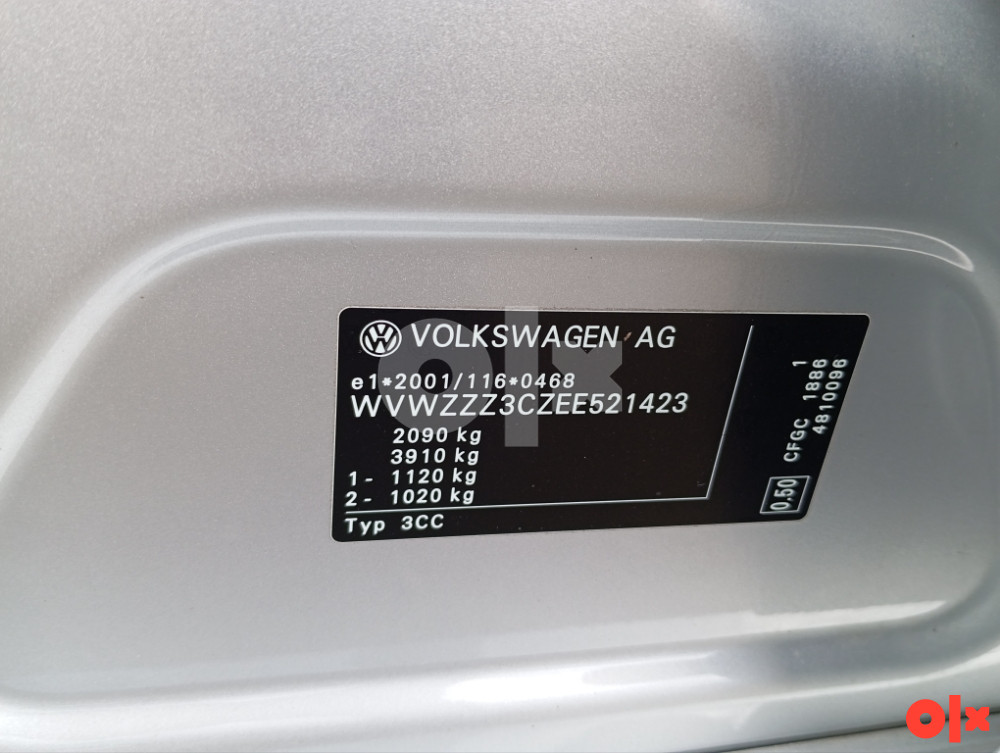 VOLKSWAGEN AG
e1*2001/116*0468
WVWZZZ3CZEE521423
2090 kg
3910 kg
1- 1120 kg
2- 1020 kg
Typ 3CC
0,50
CFGC 1886 1
4810096
olx
olx